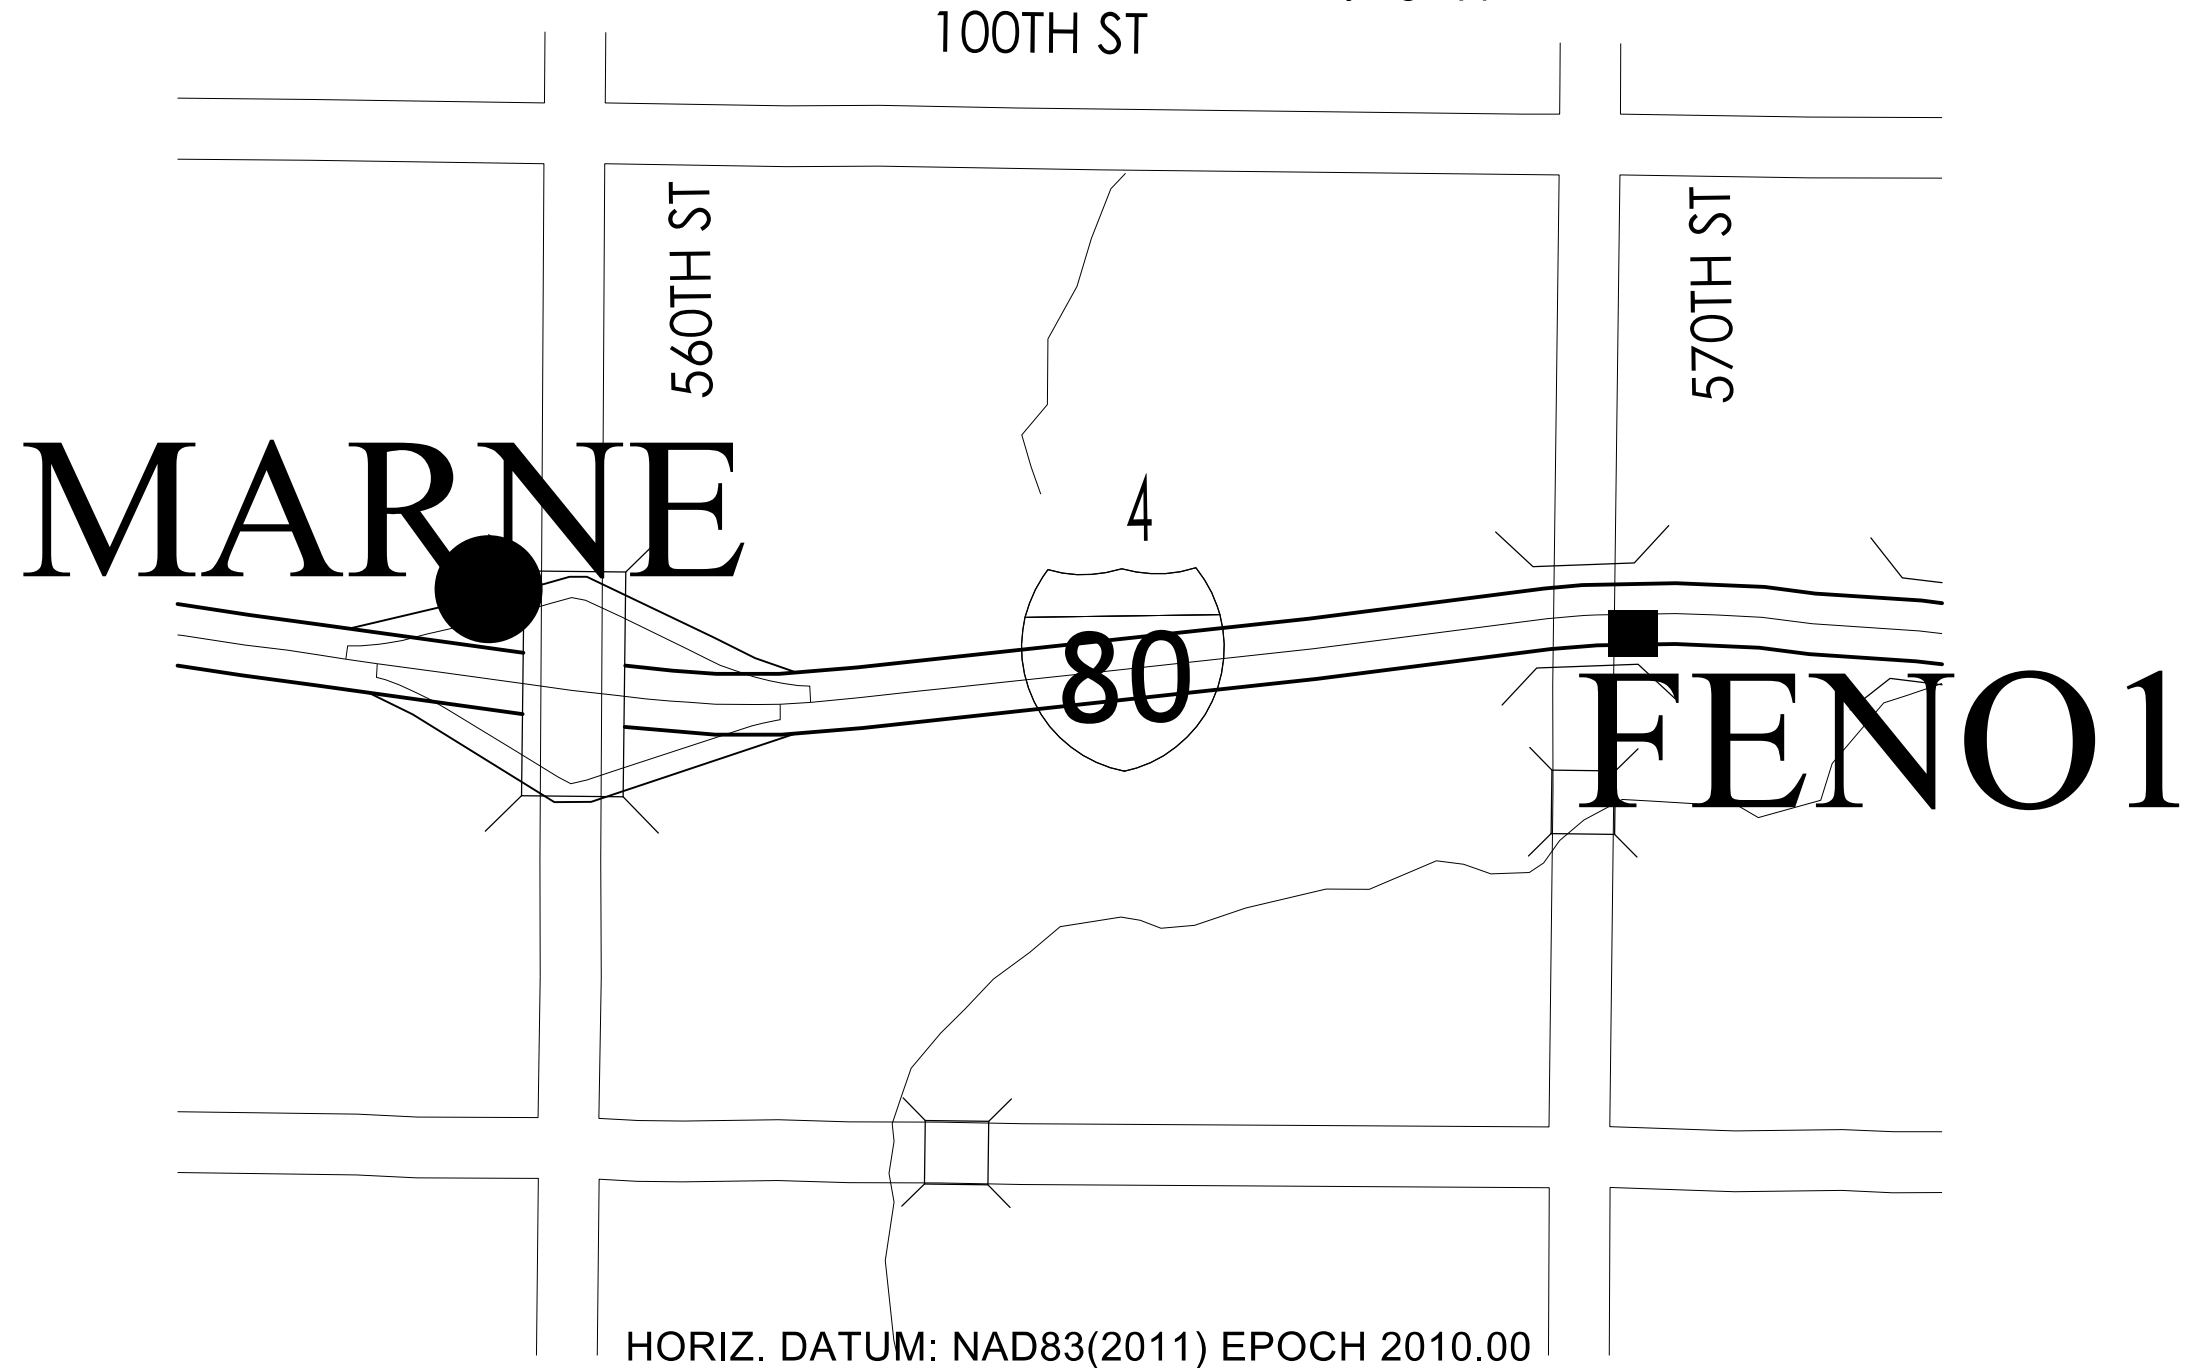 100TH ST
560TH ST
570TH ST
MARNE
4
80
FENO1
HORIZ. DATUM: NAD83(2011) EPOCH 2010.00